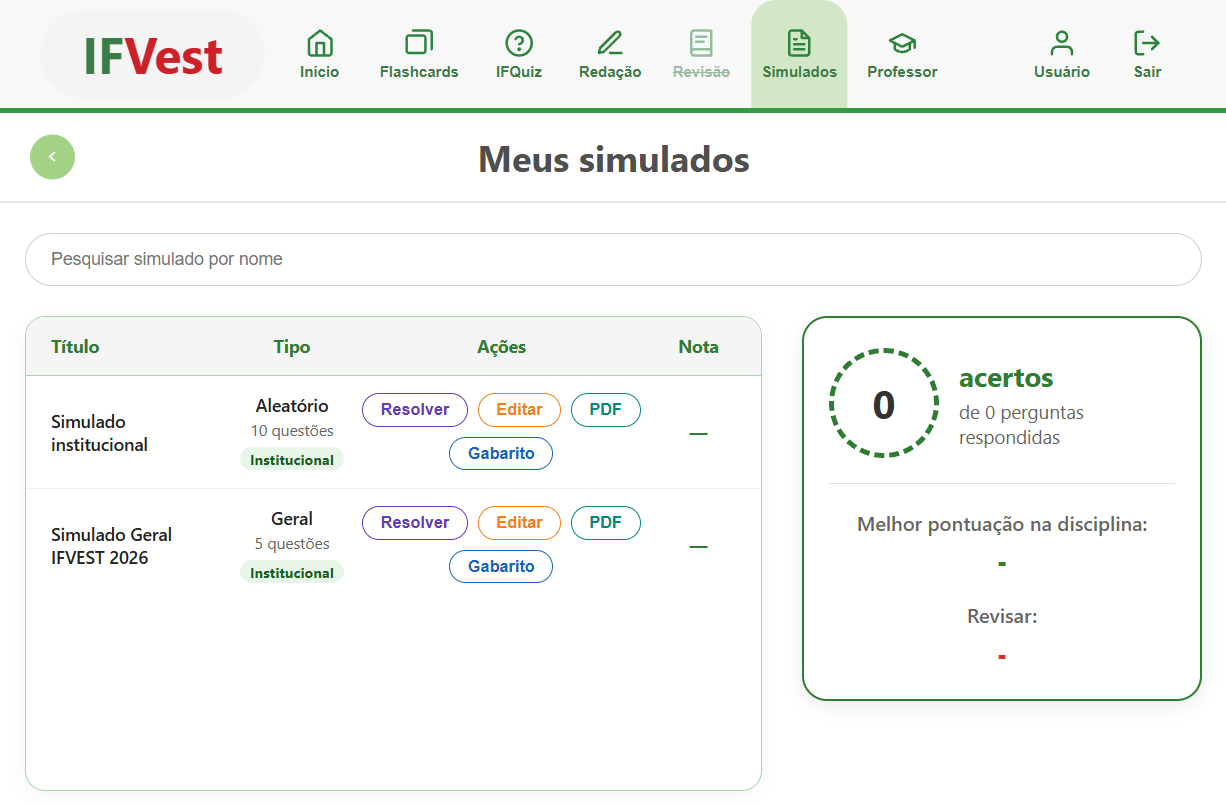 IFVest
Início
Flashcards
IFQuiz
Redação
Revisão
Simulados
Professor
Usuário
Sair
Meus simulados
Pesquisar simulado por nome
Título Tipo Ações Nota
Simulado
institucional
Aleatório
10 questões
Institucional
Resolver Editar PDF
Gabarito
—
Simulado Geral
IFVEST 2026
Geral
5 questões
Institucional
Resolver Editar PDF
Gabarito
—
0
acertos
de 0 perguntas
respondidas
Melhor pontuação na disciplina:
-
Revisar:
-